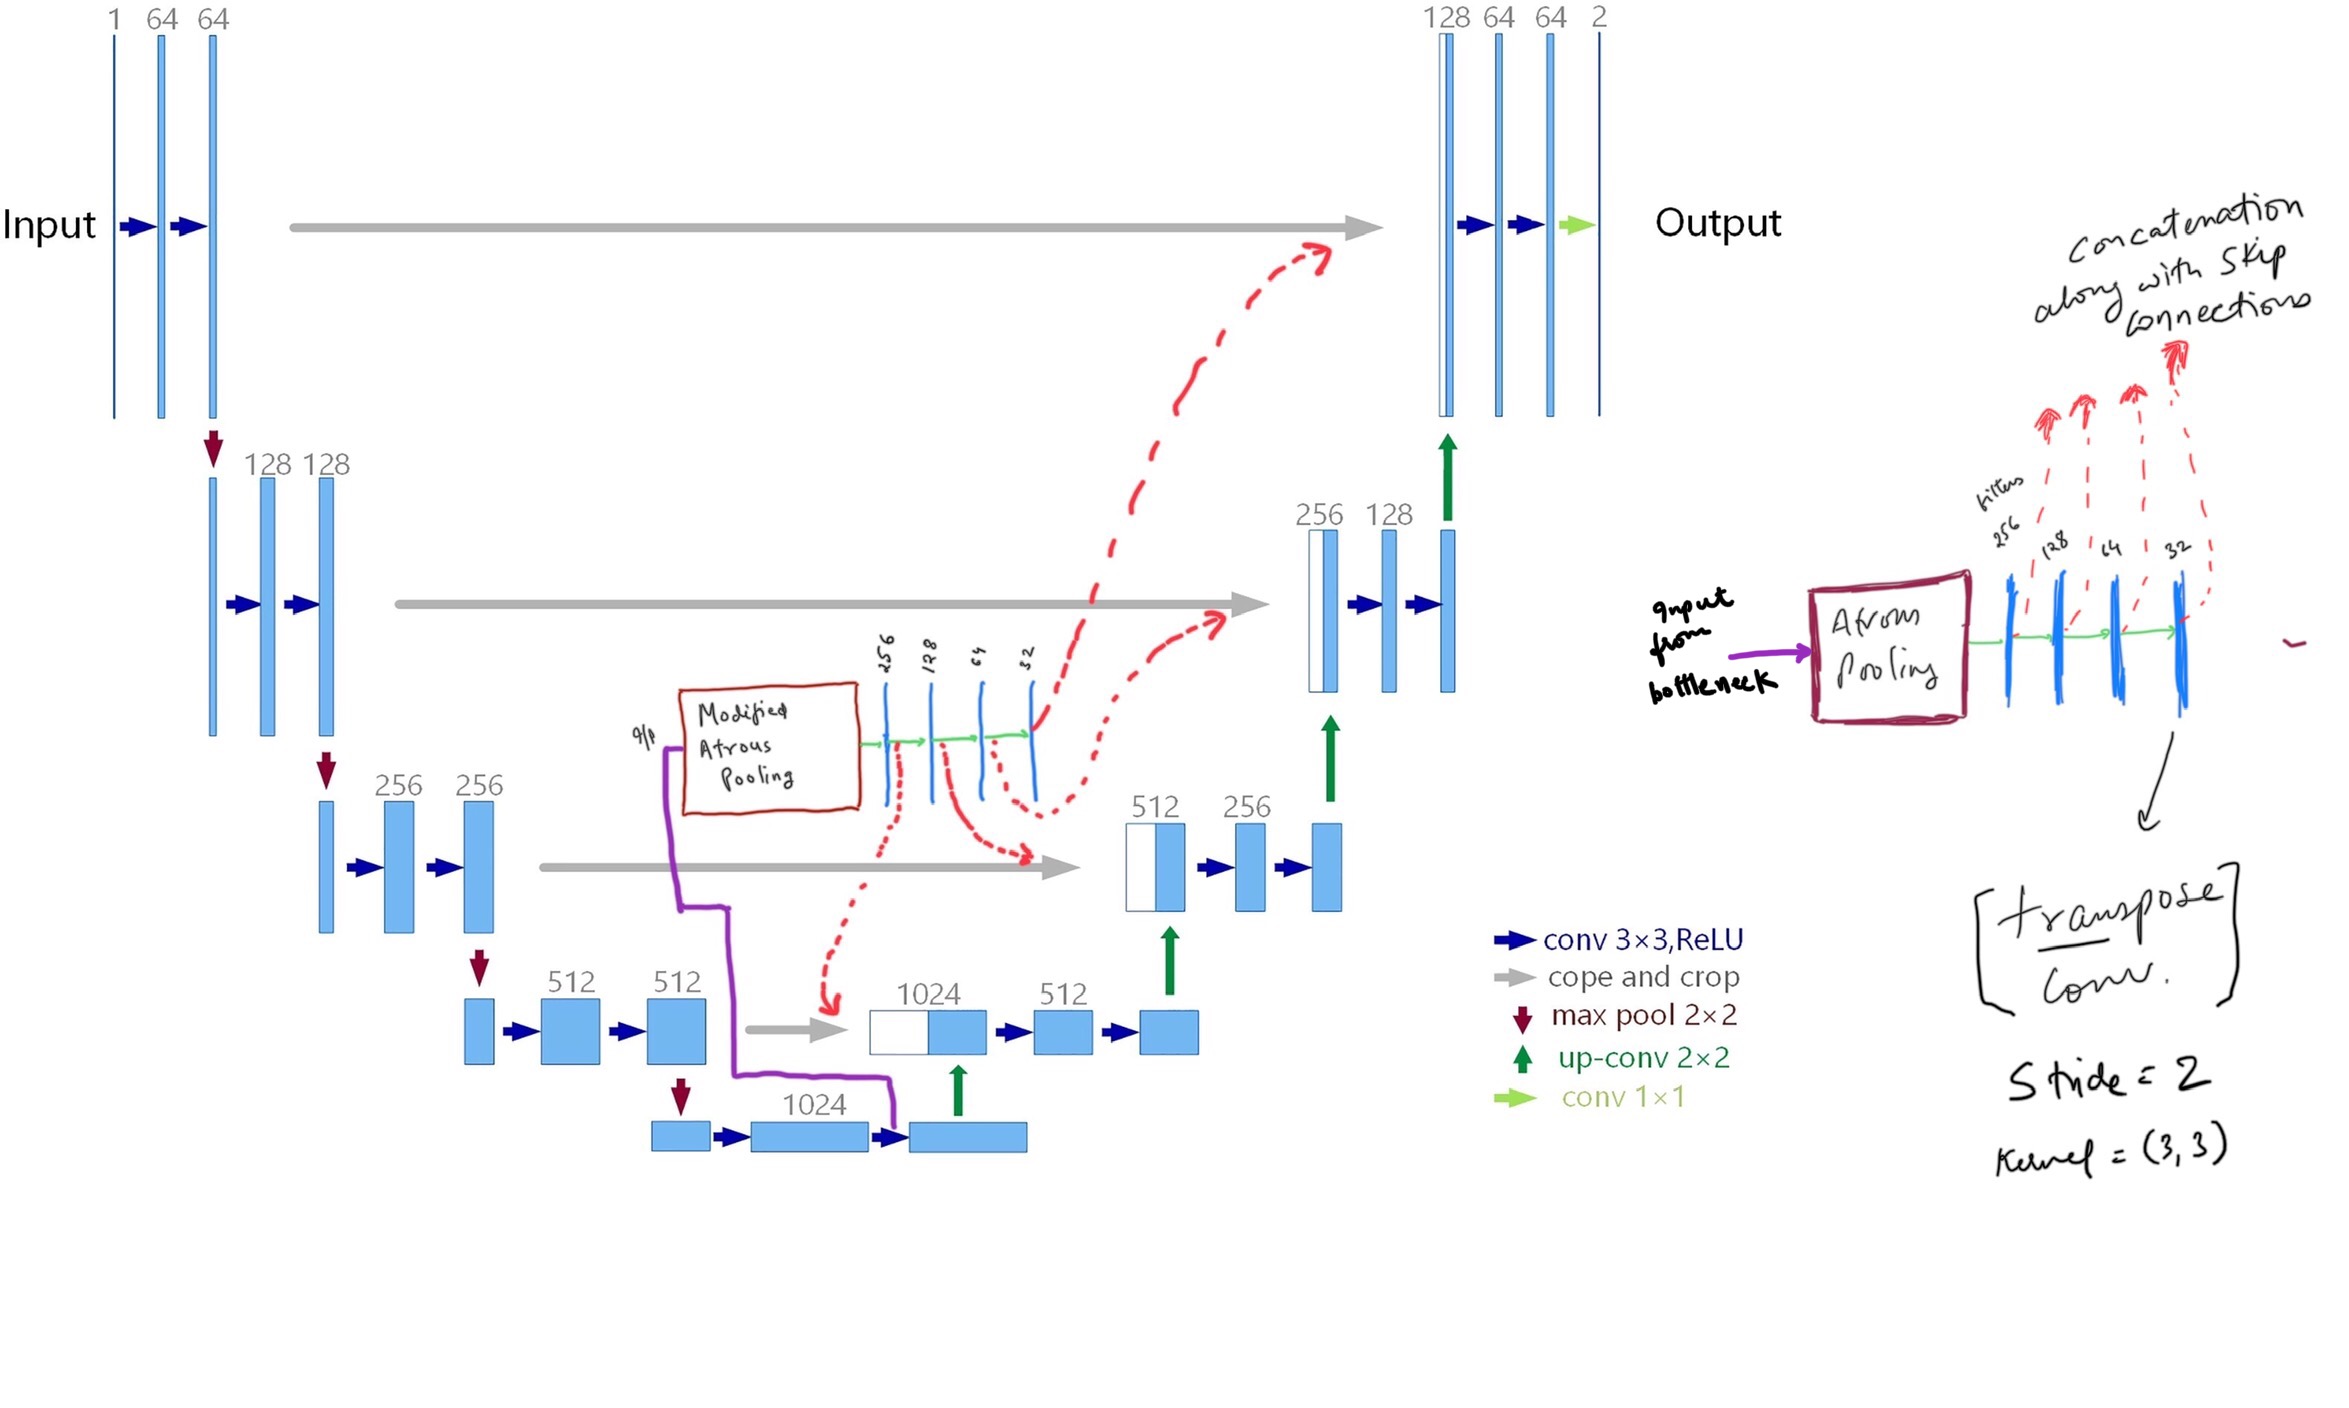 1 64 64
128 64 64 2
Input
Output
Concatenation
along with skip
connections
128 128
256 128
filters
256 128 64 32
256 128 64 32
Input
from
bottleneck
Atrous
Pooling
I/P
Modified
Atrous
Pooling
256 256
512 256
transpose
conv.
conv 3×3,ReLU
cope and crop
max pool 2×2
up-conv 2×2
conv 1×1
512 512
1024 512
Stride = 2
Kernel = (3,3)
1024